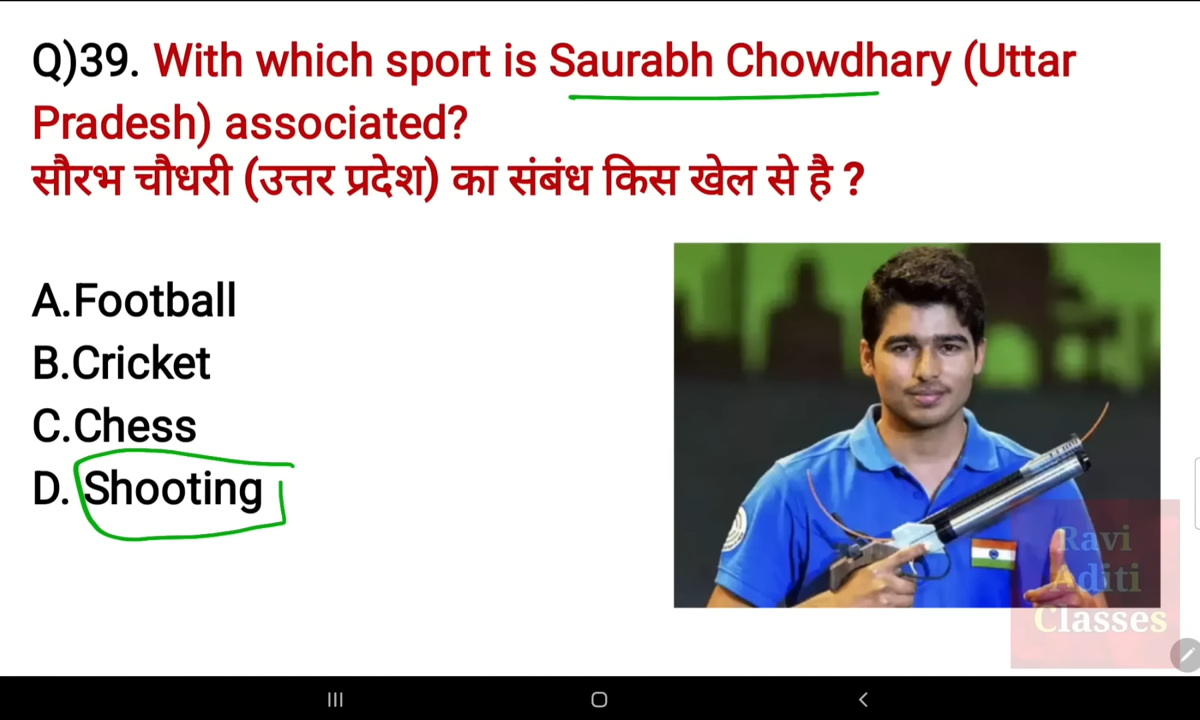 Q)39. With which sport is Saurabh Chowdhary (Uttar
Pradesh) associated?
सौरभ चौधरी (उत्तर प्रदेश) का संबंध किस खेल से है ?
A.Football
B.Cricket
C.Chess
D. Shooting
Ravi
Aditi
Classes